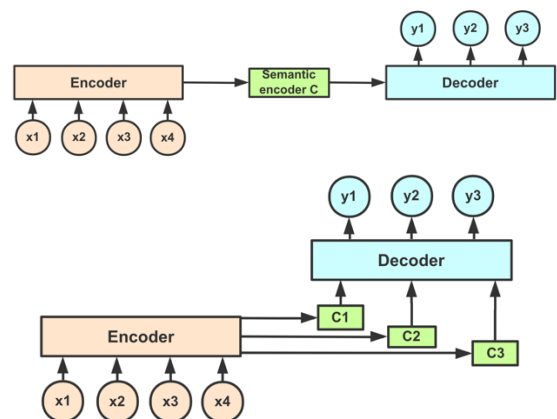 y1 y2 y3
Encoder
Semantic
encoder C
Decoder
x1 x2 x3 x4
y1 y2 y3
Decoder
C1
Encoder
C2
C3
x1 x2 x3 x4